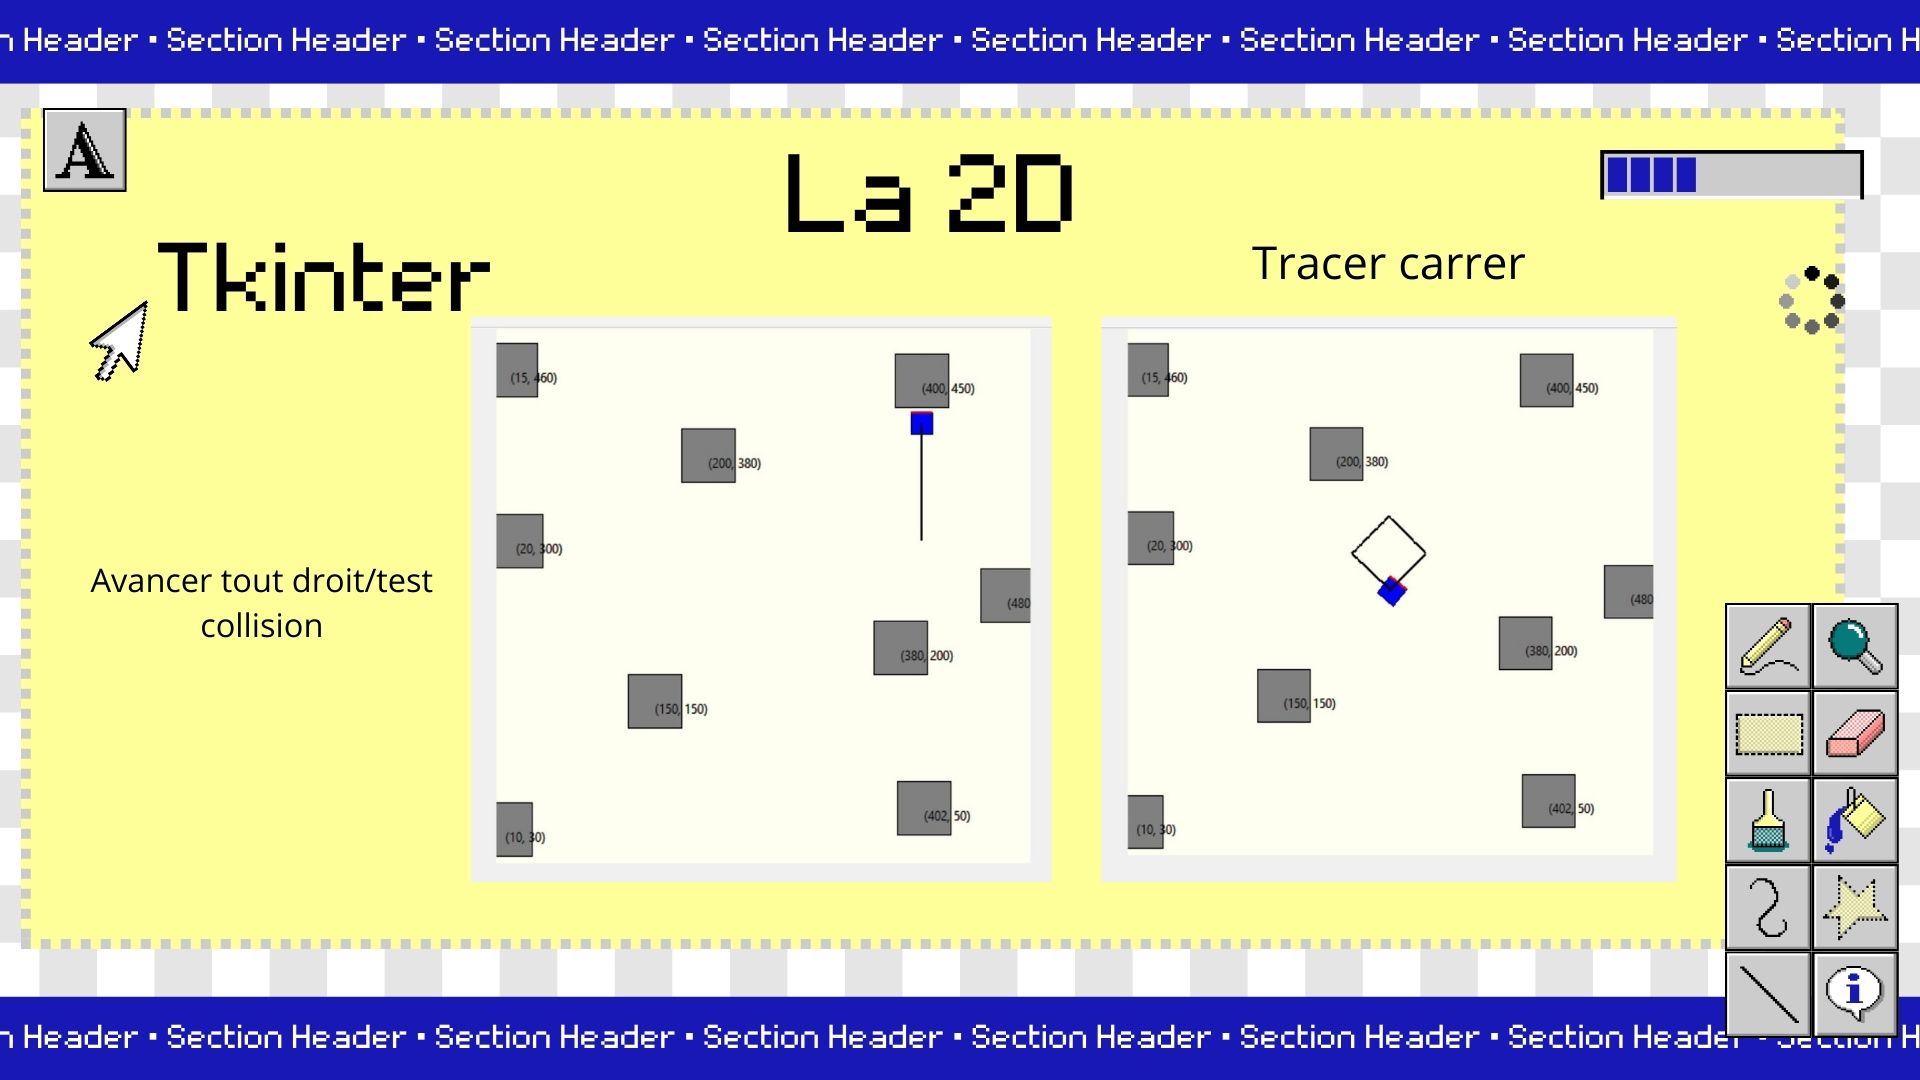 n Header • Section Header • Section Header • Section Header • Section Header • Section Header • Section Header • Section H
A
La 2D
Tkinter
Tracer carrer
Avancer tout droit/test
collision
(15, 460)
(400, 450)
(200, 380)
(20, 300)
(480
(380, 200)
(150, 150)
(402, 50)
(10, 30)
(15, 460)
(400, 450)
(200, 380)
(20, 300)
(480
(380, 200)
(150, 150)
(402, 50)
(10, 30)
i
n Header • Section Header • Section Header • Section Header • Section Header • Section Header • Section Header • Section H